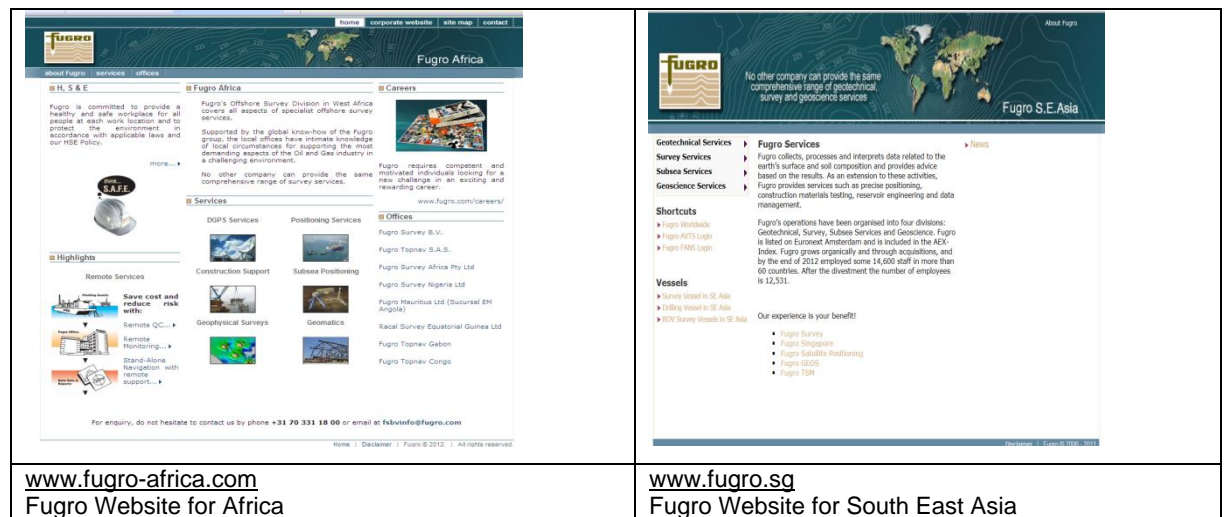 home | corporate website | site map | contact
FUGRO
Fugro Africa
about Fugro | services | offices
H, S & E
Fugro is committed to provide a
healthy and safe workplace for all
people at each work location and to
protect the environment in
accordance with applicable laws and
our HSE Policy.
more...
think...
S.A.F.E.
Highlights
Remote Services
Save cost and
reduce risk
with:
Remote QC...
Remote
Monitoring...
Stand-Alone
Navigation with
remote
support...
Fugro Africa
Fugro's Offshore Survey Division in West Africa
covers all aspects of specialist offshore survey
services.
Supported by the global know-how of the Fugro
group, the local offices have intimate knowledge
of local circumstances for supporting the most
demanding aspects of the Oil and Gas industry in
a challenging environment.
No other company can provide the same
comprehensive range of survey services.
Services
DGPS Services
Positioning Services
Construction Support
Subsea Positioning
Geophysical Surveys
Geomatics
Careers
Fugro requires competent and
motivated individuals looking for a
new challenge in an exciting and
rewarding career.
www.fugro.com/careers/
Offices
Fugro Survey B.V.
Fugro Topnav S.A.S.
Fugro Survey Africa Pty Ltd
Fugro Survey Nigeria Ltd
Fugro Mauritius Ltd (Sucursal EM
Angola)
Racal Survey Equatorial Guinea Ltd
Fugro Topnav Gabon
Fugro Topnav Congo
For enquiry, do not hesitate to contact us by phone +31 70 331 18 00 or email at fsbvinfo@fugro.com
Home | Disclaimer | Fugro © 2012. | All rights reserved.
www.fugro-africa.com
Fugro Website for Africa
About Fugro
FUGRO
No other company can provide the same
comprehensive range of geotechnical,
survey and geoscience services
Fugro S.E.Asia
Geotechnical Services
Survey Services
Subsea Services
Geoscience Services
Shortcuts
Fugro Worldwide
Fugro AVTS Login
Fugro FANS Login
Vessels
Survey Vessel in SE Asia
Drilling Vessel in SE Asia
ROV Survey Vessels in SE Asia
Fugro Services
Fugro collects, processes and interprets data related to the
earth's surface and soil composition and provides advice
based on the results. As an extension to these activities,
Fugro provides services such as precise positioning,
construction materials testing, reservoir engineering and data
management.
Fugro's operations have been organised into four divisions:
Geotechnical, Survey, Subsea Services and Geoscience. Fugro
is listed on Euronext Amsterdam and is included in the AEX-
Index. Fugro grows organically and through acquisitions, and
by the end of 2012 employed some 14,600 staff in more than
60 countries. After the divestment the number of employees
is 12,531.
Our experience is your benefit!
Fugro Survey
Fugro Singapore
Fugro Satellite Positioning
Fugro GEOS
Fugro TSM
News
Disclaimer | Fugro © 2006 - 2011
www.fugro.sg
Fugro Website for South East Asia